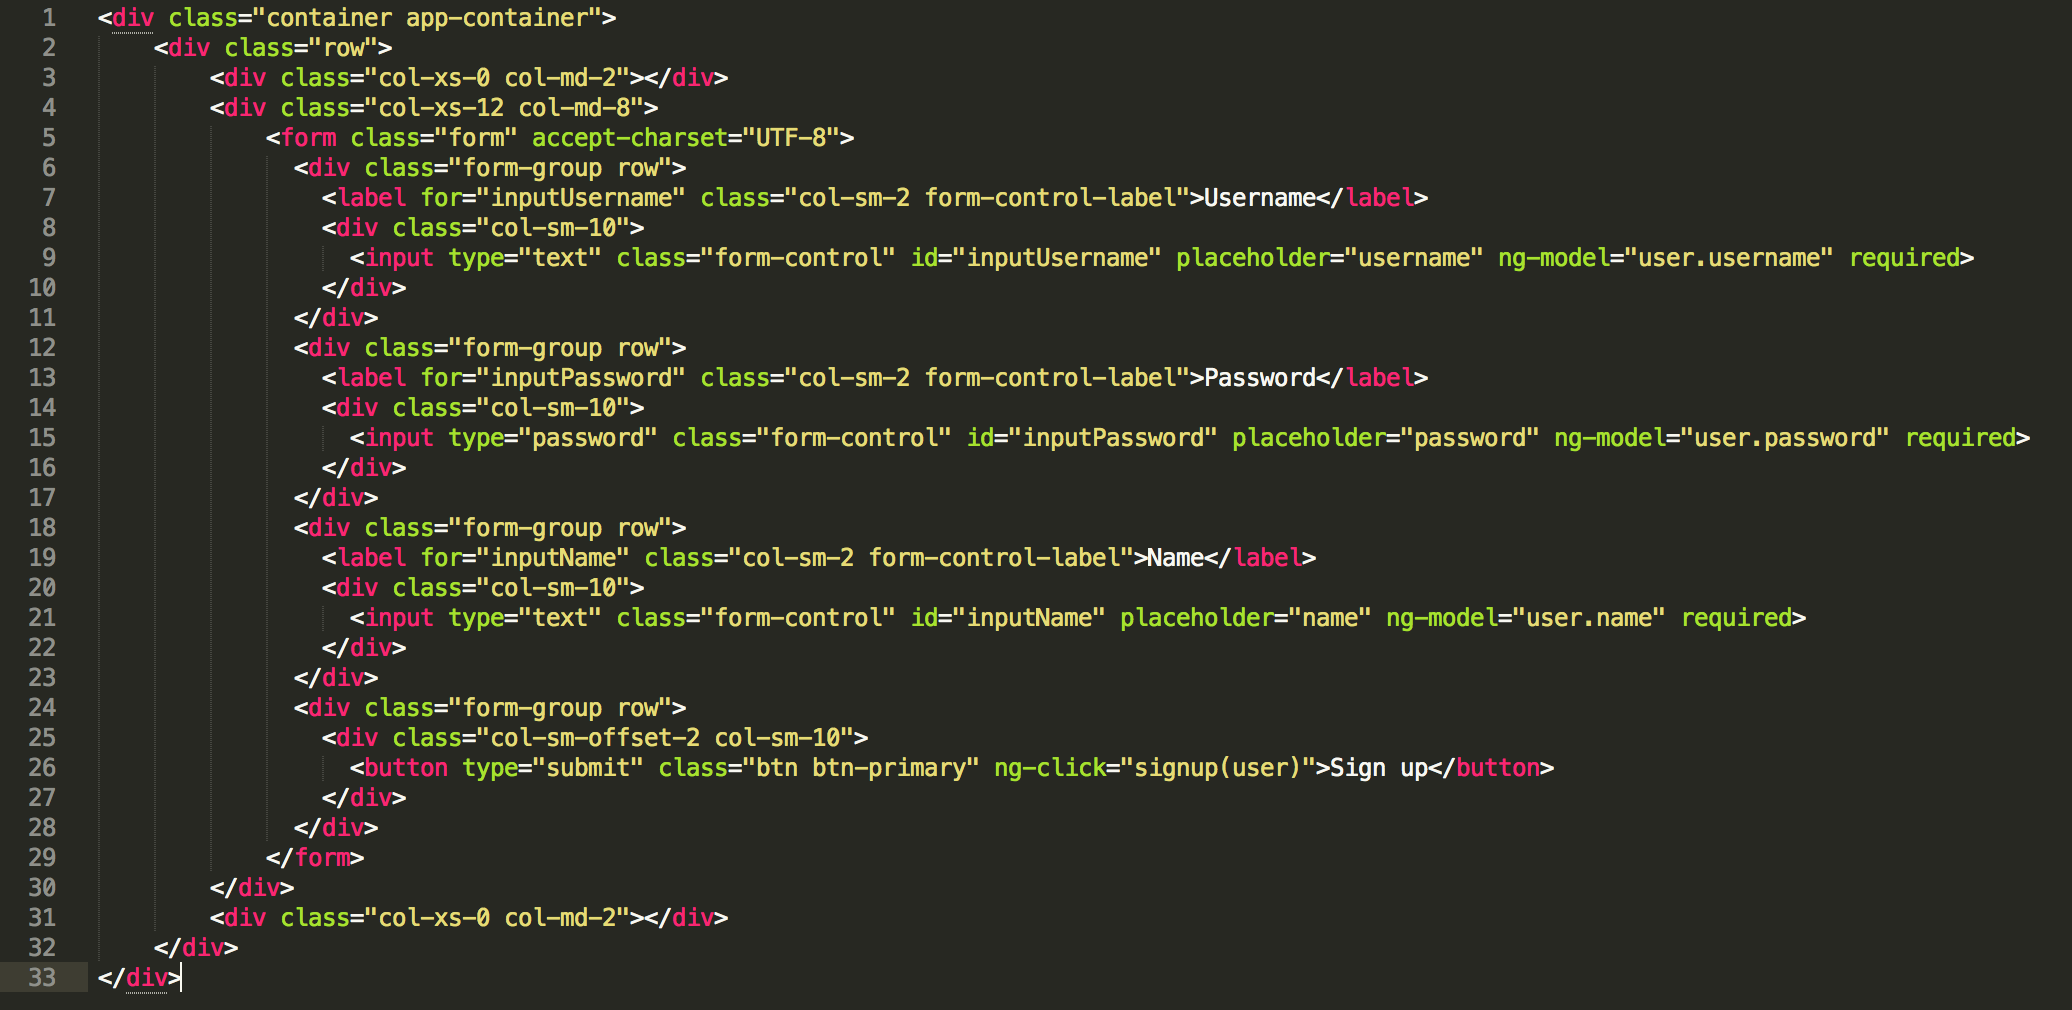 1 <div class="container app-container">
2     <div class="row">
3         <div class="col-xs-0 col-md-2"></div>
4         <div class="col-xs-12 col-md-8">
5             <form class="form" accept-charset="UTF-8">
6               <div class="form-group row">
7                 <label for="inputUsername" class="col-sm-2 form-control-label">Username</label>
8                 <div class="col-sm-10">
9                   <input type="text" class="form-control" id="inputUsername" placeholder="username" ng-model="user.username" required>
10                 </div>
11               </div>
12               <div class="form-group row">
13                 <label for="inputPassword" class="col-sm-2 form-control-label">Password</label>
14                 <div class="col-sm-10">
15                   <input type="password" class="form-control" id="inputPassword" placeholder="password" ng-model="user.password" required>
16                 </div>
17               </div>
18               <div class="form-group row">
19                 <label for="inputName" class="col-sm-2 form-control-label">Name</label>
20                 <div class="col-sm-10">
21                   <input type="text" class="form-control" id="inputName" placeholder="name" ng-model="user.name" required>
22                 </div>
23               </div>
24               <div class="form-group row">
25                 <div class="col-sm-offset-2 col-sm-10">
26                   <button type="submit" class="btn btn-primary" ng-click="signup(user)">Sign up</button>
27                 </div>
28               </div>
29             </form>
30         </div>
31         <div class="col-xs-0 col-md-2"></div>
32     </div>
33 </div>